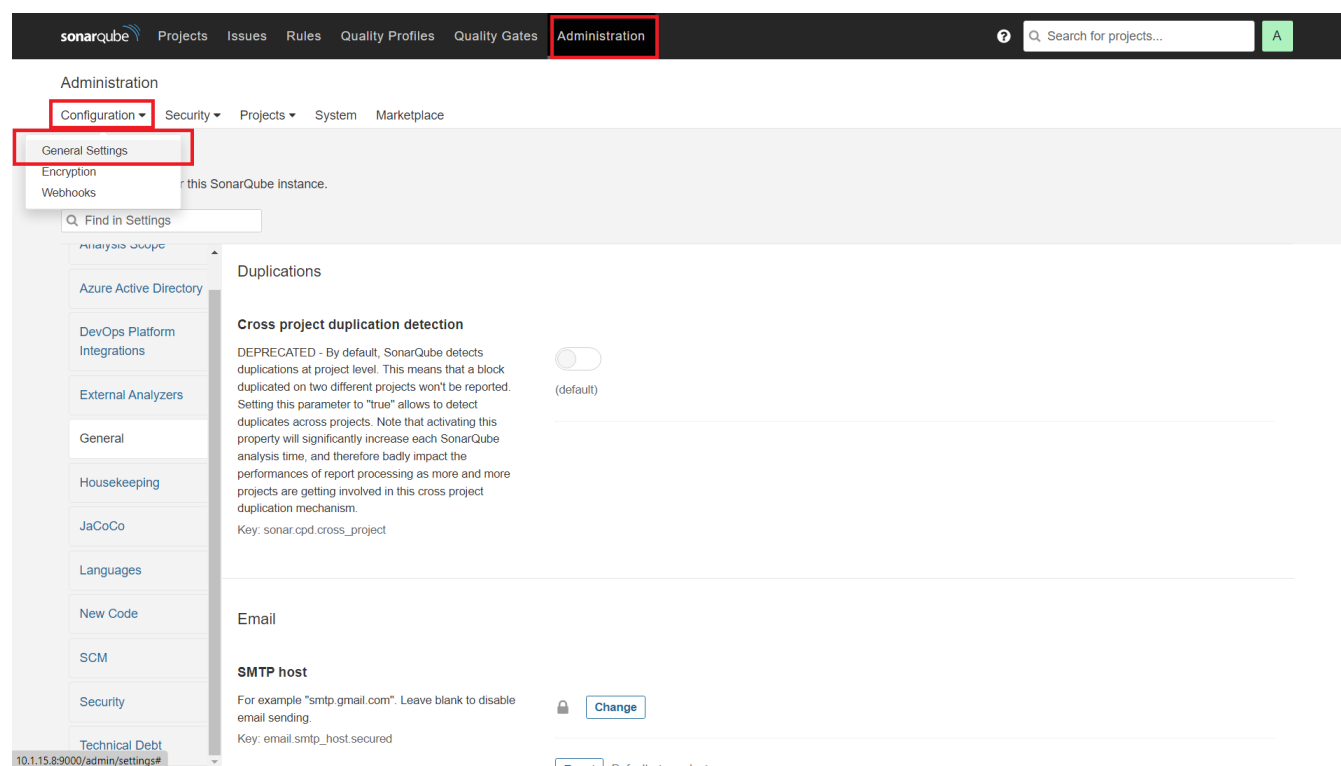 sonarqube Projects Issues Rules Quality Profiles Quality Gates Administration ? Search for projects... A
Administration
Configuration Security Projects System Marketplace
General Settings
Encryption
Webhooks
r this SonarQube instance.
Find in Settings
Analysis Scope
Azure Active Directory
DevOps Platform
Integrations
External Analyzers
General
Housekeeping
JaCoCo
Languages
New Code
SCM
Security
Technical Debt
Duplications
Cross project duplication detection
DEPRECATED - By default, SonarQube detects
duplications at project level. This means that a block
duplicated on two different projects won't be reported.
Setting this parameter to "true" allows to detect
duplicates across projects. Note that activating this
property will significantly increase each SonarQube
analysis time, and therefore badly impact the
performances of report processing as more and more
projects are getting involved in this cross project
duplication mechanism.
Key: sonar.cpd.cross_project
(default)
Email
SMTP host
For example "smtp.gmail.com". Leave blank to disable
email sending.
Key: email.smtp_host.secured
Change
10.1.15.8:9000/admin/settings#